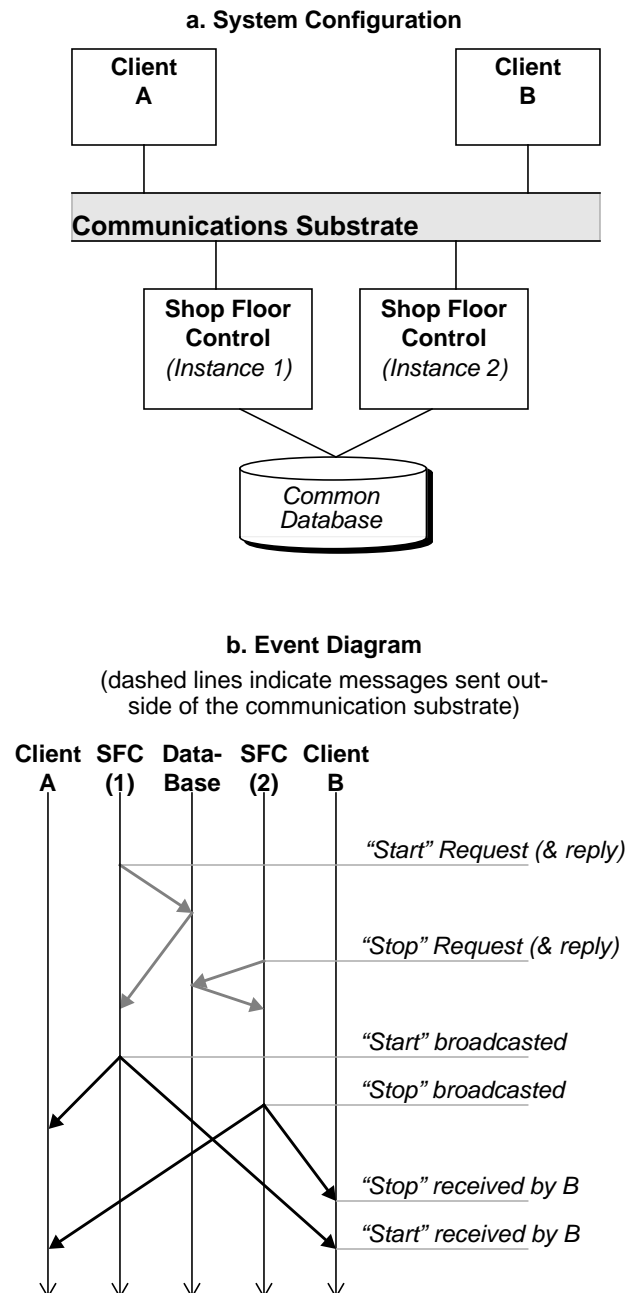 a. System Configuration
Client
A
Client
B
Communications Substrate
Shop Floor
Control
(Instance 1)
Shop Floor
Control
(Instance 2)
Common
Database
b. Event Diagram
(dashed lines indicate messages sent out-
side of the communication substrate)
Client SFC Data- SFC Client
A (1) Base (2) B
“Start” Request (& reply)
“Stop” Request (& reply)
“Start” broadcasted
“Stop” broadcasted
“Stop” received by B
“Start” received by B